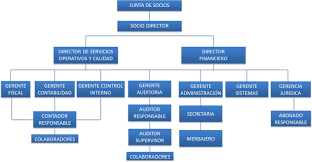 JUNTA DE SOCIOS
SOCIO DIRECTOR
DIRECTOR DE SERVICIOS
OPERATIVOS Y CALIDAD
DIRECTOR
FINANCIERO
GERENTE
FISCAL
GERENTE
CONTABILIDAD
GERENTE CONTROL
INTERNO
GERENTE
AUDITORIA
GERENTE
ADMINISTRACIÓN
GERENTE
SISTEMAS
GERENCIA
JURIDICA
CONTADOR
RESPONSABLE
COLABORADORES
AUDITOR
RESPONSABLE
AUDITOR
SUPERVISOR
COLABORADORES
SECRETARIA
MENSAJERO
ABOGADO
RESPONSABLE